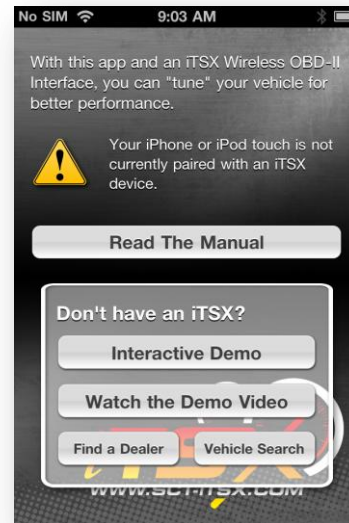 No SIM 9:03 AM
With this app and an iTSX Wireless OBD-II
Interface, you can "tune" your vehicle for
better performance.
Your iPhone or iPod touch is not
currently paired with an iTSX
device.
Read The Manual
Don't have an iTSX?
Interactive Demo
Watch the Demo Video
Find a Dealer Vehicle Search
iTSX
WWW.SCT-ITSX.COM